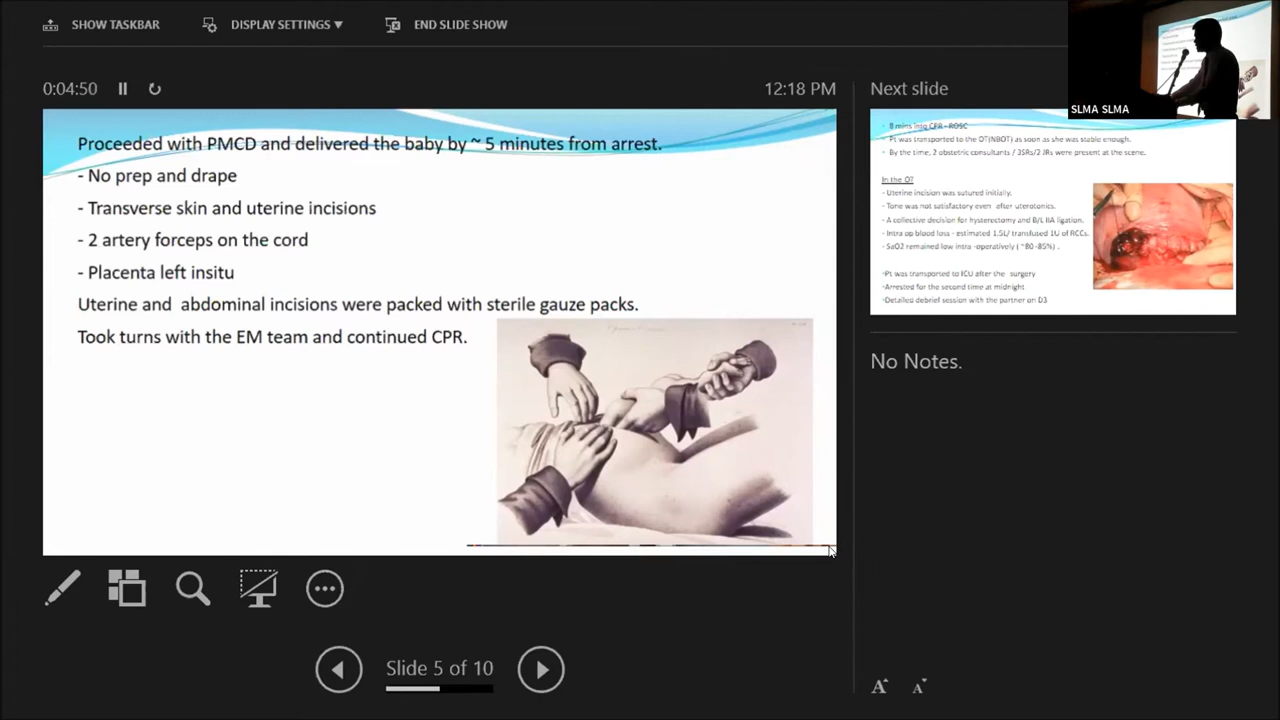 SHOW TASKBAR
DISPLAY SETTINGS
END SLIDE SHOW
SLMA SLMA
0:04:50
12:18 PM
Proceeded with PMCD and delivered the baby by ~ 5 minutes from arrest.
- No prep and drape
- Transverse skin and uterine incisions
- 2 artery forceps on the cord
- Placenta left insitu
Uterine and abdominal incisions were packed with sterile gauze packs.
Took turns with the EM team and continued CPR.
Next slide
• 8 mins into CPR - ROSC
• Pt was transported to the OT(NBOT) as soon as she was stable enough.
• By the time, 2 obstetric consultants / 3SRs/2 JRs were present at the scene.
In the OT
- Uterine incision was sutured initially.
- Tone was not satisfactory even after uterotonics.
- A collective decision for hysterectomy and B/L IIA ligation.
- Intra op blood loss - estimated 1.5L/ transfused 1U of RCCs.
- SaO2 remained low intra -operatively ( ~80 -85%) .
•Pt was transported to ICU after the surgery
•Arrested for the second time at midnight
•Detailed debrief session with the partner on D3
No Notes.
Slide 5 of 10
A A